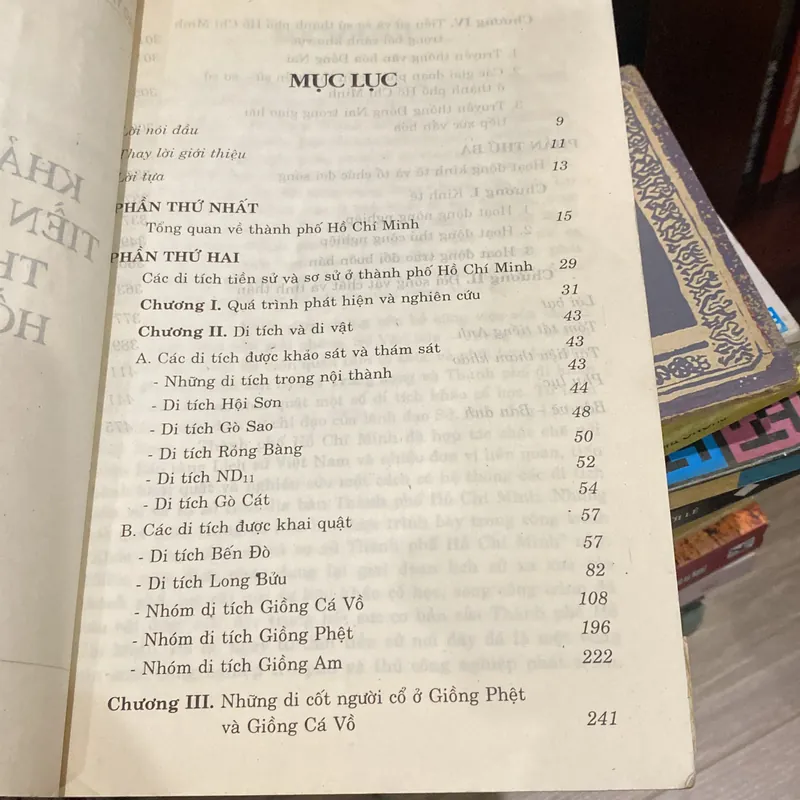 MỤC LỤC
Lời nói đầu 9
Thay lời giới thiệu 11
Lời tựa 13
PHẦN THỨ NHẤT
Tổng quan về thành phố Hồ Chí Minh 15
PHẦN THỨ HAI
Các di tích tiền sử và sơ sử ở thành phố Hồ Chí Minh 29
Chương I. Quá trình phát hiện và nghiên cứu 31
Chương II. Di tích và di vật 43
A. Các di tích được khảo sát và thám sát 43
- Những di tích trong nội thành 43
- Di tích Hội Sơn 44
- Di tích Gò Sao 48
- Di tích Rỏng Bàng 50
- Di tích ND11 52
- Di tích Gò Cát 54
B. Các di tích được khai quật 57
- Di tích Bến Đò 57
- Di tích Long Bửu 82
- Nhóm di tích Giồng Cá Vồ 108
- Nhóm di tích Giồng Phệt 196
- Nhóm di tích Giồng Am 222
Chương III. Những di cốt người cổ ở Giồng Phệt
và Giồng Cá Vồ 241